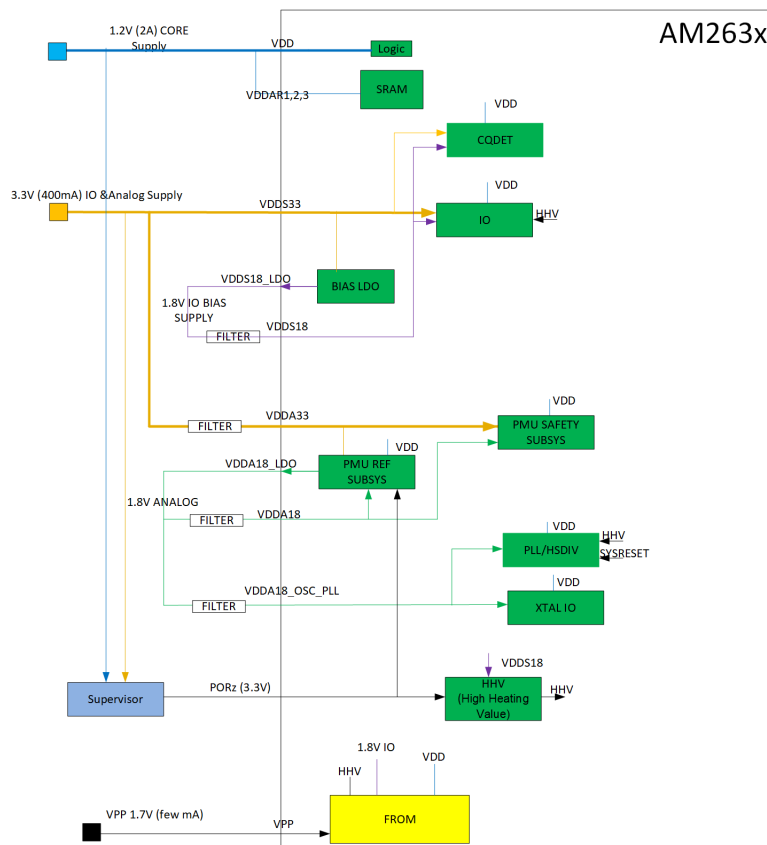 AM263x
1.2V (2A) CORE
Supply
VDD
Logic
SRAM
VDDAR1,2,3
VDD
CQDET
3.3V (400mA) IO &Analog Supply
VDD
VDDS33
IO
HHV
VDDS18_LDO
BIAS LDO
1.8V IO BIAS
SUPPLY
VDDS18
FILTER
VDD
VDDA33
FILTER
PMU SAFETY
SUBSYS
VDD
VDDA18_LDO
PMU REF
SUBSYS
1.8V ANALOG
FILTER
VDDA18
VDD
HHV
PLL/HSDIV
SYSRESET
VDD
VDDA18_OSC_PLL
FILTER
XTAL IO
VDDS18
PORz (3.3V)
Supervisor
HHV
(High Heating
Value)
HHV
1.8V IO
VDD
HHV
VPP 1.7V (few mA)
VPP
FROM